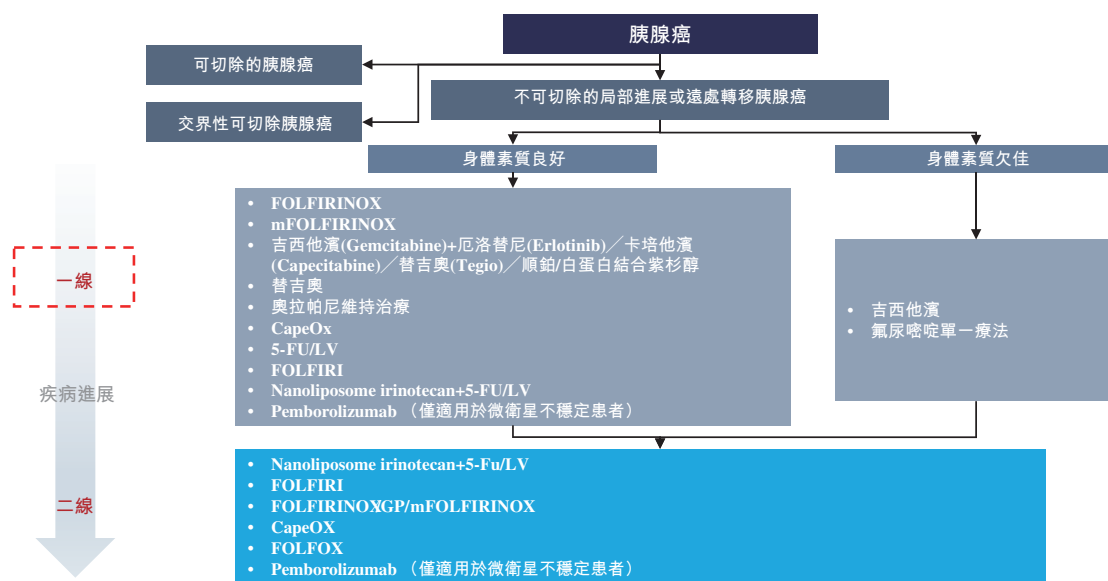 胰腺癌
可切除的胰腺癌
不可切除的局部進展或遠處轉移胰腺癌
交界性可切除胰腺癌
身體素質良好
身體素質欠佳
• FOLFIRINOX
• mFOLFIRINOX
• 吉西他濱(Gemcitabine)+厄洛替尼(Erlotinib)╱卡培他濱
(Capecitabine)╱替吉奧(Tegio)╱順鉑/白蛋白結合紫杉醇
• 替吉奧
• 奧拉帕尼維持治療
• CapeOx
• 5-FU/LV
• FOLFIRI
• Nanoliposome irinotecan+5-FU/LV
• Pemborolizumab（僅適用於微衛星不穩定患者）
• 吉西他濱
• 氟尿嘧啶單一療法
一線
疾病進展
二線
• Nanoliposome irinotecan+5-Fu/LV
• FOLFIRI
• FOLFIRINOX/GP/mFOLFIRINOX
• CapeOX
• FOLFOX
• Pemborolizumab（僅適用於微衛星不穩定患者）